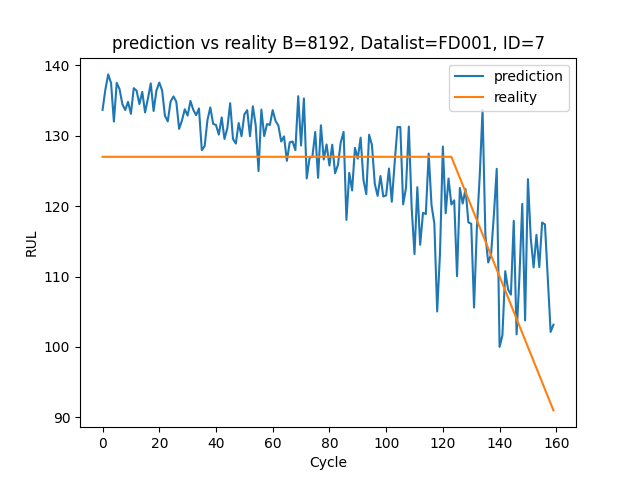 prediction vs reality B=8192, Datalist=FD001, ID=7
prediction
reality
RUL
140
130
120
110
100
90
0 20 40 60 80 100 120 140 160
Cycle